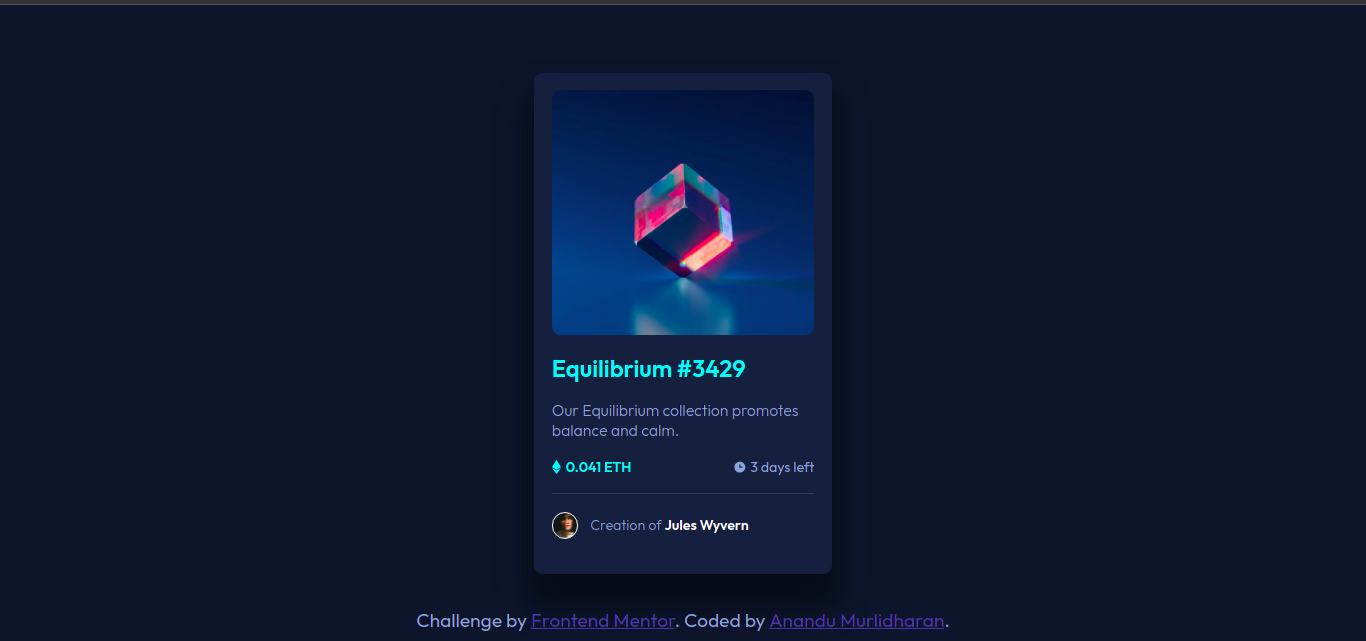 Equilibrium #3429
Our Equilibrium collection promotes
balance and calm.
0.041 ETH 3 days left
Creation of Jules Wyvern
Challenge by Frontend Mentor. Coded by Anandu Murlidharan.